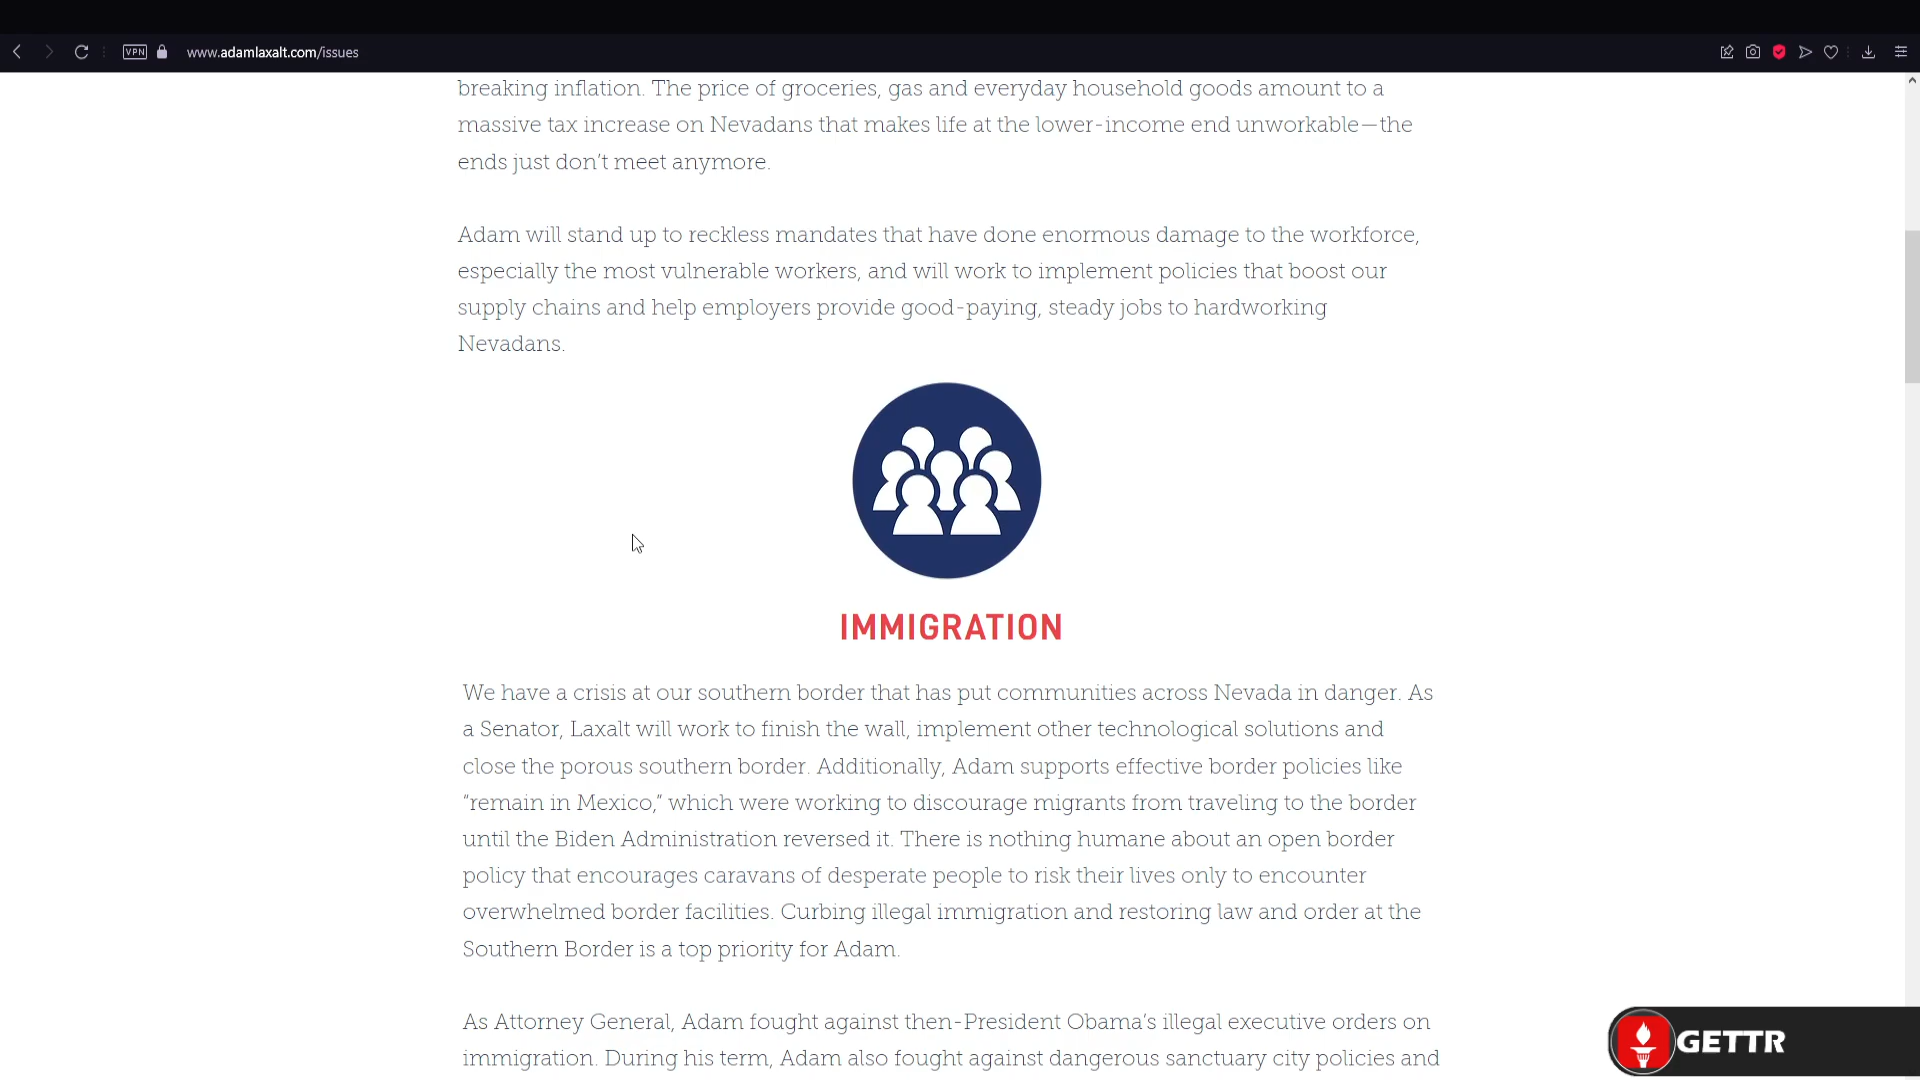 VPN
www.adamlaxalt.com/issues
breaking inflation. The price of groceries, gas and everyday household goods amount to a
massive tax increase on Nevadans that makes life at the lower-income end unworkable—the
ends just don’t meet anymore.
Adam will stand up to reckless mandates that have done enormous damage to the workforce,
especially the most vulnerable workers, and will work to implement policies that boost our
supply chains and help employers provide good-paying, steady jobs to hardworking
Nevadans.
IMMIGRATION
We have a crisis at our southern border that has put communities across Nevada in danger. As
a Senator, Laxalt will work to finish the wall, implement other technological solutions and
close the porous southern border. Additionally, Adam supports effective border policies like
“remain in Mexico,” which were working to discourage migrants from traveling to the border
until the Biden Administration reversed it. There is nothing humane about an open border
policy that encourages caravans of desperate people to risk their lives only to encounter
overwhelmed border facilities. Curbing illegal immigration and restoring law and order at the
Southern Border is a top priority for Adam.
As Attorney General, Adam fought against then-President Obama’s illegal executive orders on
immigration. During his term, Adam also fought against dangerous sanctuary city policies and
GETTR